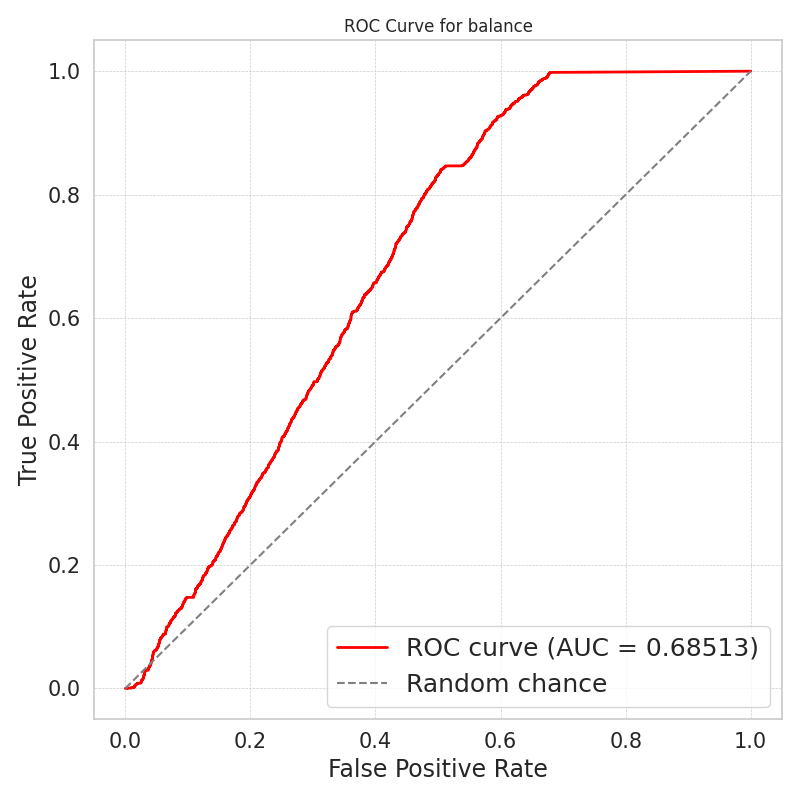 ROC Curve for balance
1.0
0.8
0.6
0.4
0.2
0.0
True Positive Rate
ROC curve (AUC = 0.68513)
Random chance
0.0 0.2 0.4 0.6 0.8 1.0
False Positive Rate